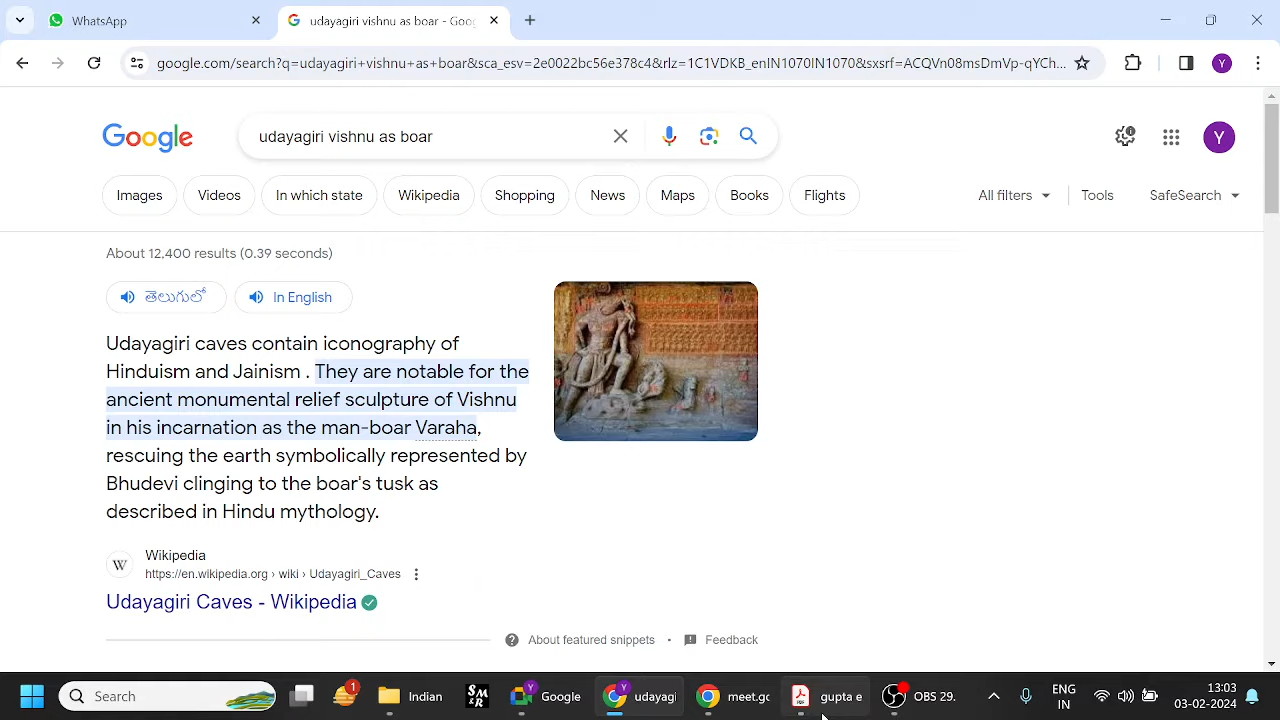 WhatsApp
udayagiri vishnu as boar - Goog
google.com/search?q=udayagiri+vishnu+as+boar&sca_esv=2e0022bc56e378c4&rlz=1C1VDKB_enIN1070IN1070&sxsrf=ACQVn08msDmVp-qYCh...
Y
Google
udayagiri vishnu as boar
Y
Images
Videos
In which state
Wikipedia
Shopping
News
Maps
Books
Flights
All filters
Tools
SafeSearch
About 12,400 results (0.39 seconds)
తెలుగులో
In English
Udayagiri caves contain iconography of
Hinduism and Jainism . They are notable for the
ancient monumental relief sculpture of Vishnu
in his incarnation as the man-boar Varaha,
rescuing the earth symbolically represented by
Bhudevi clinging to the boar's tusk as
described in Hindu mythology.
W
Wikipedia
https://en.wikipedia.org › wiki › Udayagiri_Caves
Udayagiri Caves - Wikipedia
About featured snippets
•
Feedback
Search
1
Indian
SM
R
Y
Google
Y
udayagi
meet.gc
PDF
gupta e
OBS 29
ENG
IN
13:03
03-02-2024